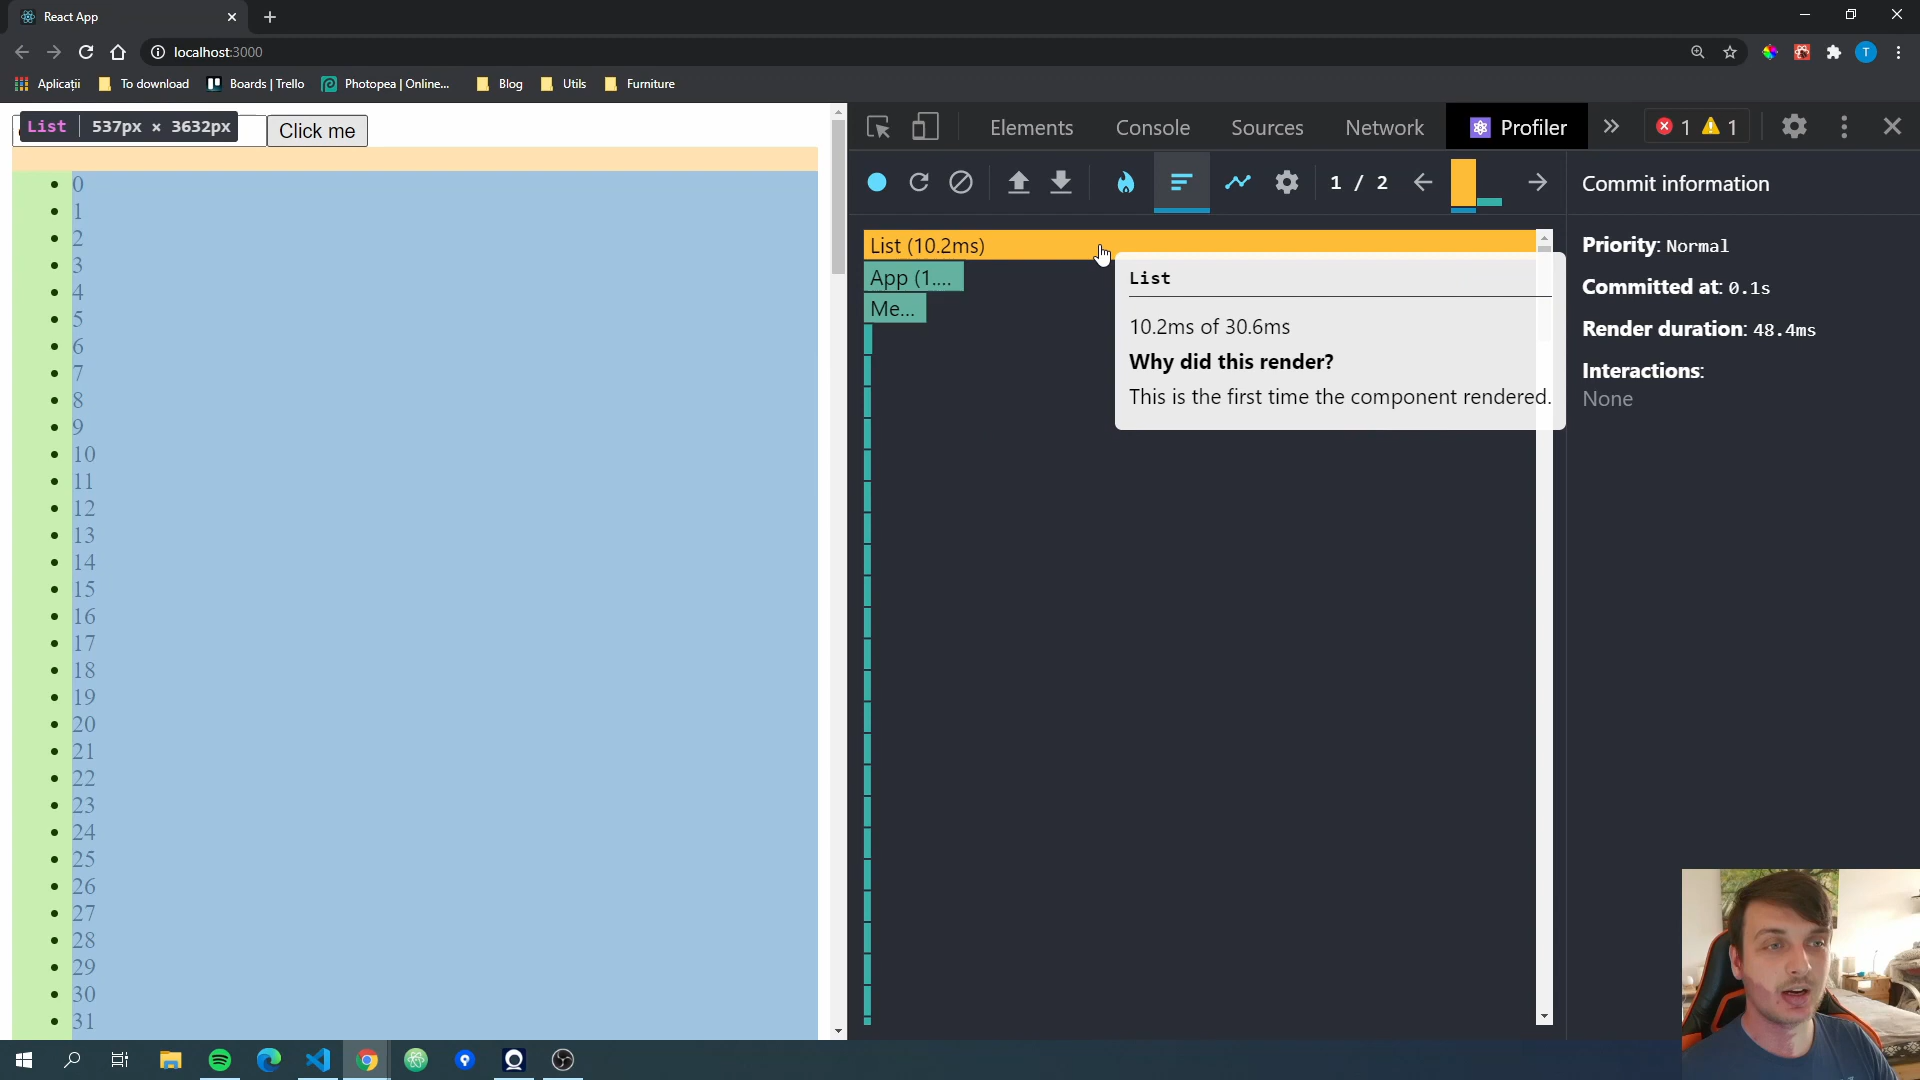 React App
localhost:3000
Aplicații
To download
Boards | Trello
Photopea | Online...
Blog
Utils
Furniture
T
List 537px × 3632px
Click me
Elements
Console
Sources
Network
Profiler
1
1
1 / 2
Commit information
List (10.2ms)
App (1....
Me...
List
10.2ms of 30.6ms
Why did this render?
This is the first time the component rendered.
Priority: Normal
Committed at: 0.1s
Render duration: 48.4ms
Interactions:
None
0
1
2
3
4
5
6
7
8
9
10
11
12
13
14
15
16
17
18
19
20
21
22
23
24
25
26
27
28
29
30
31